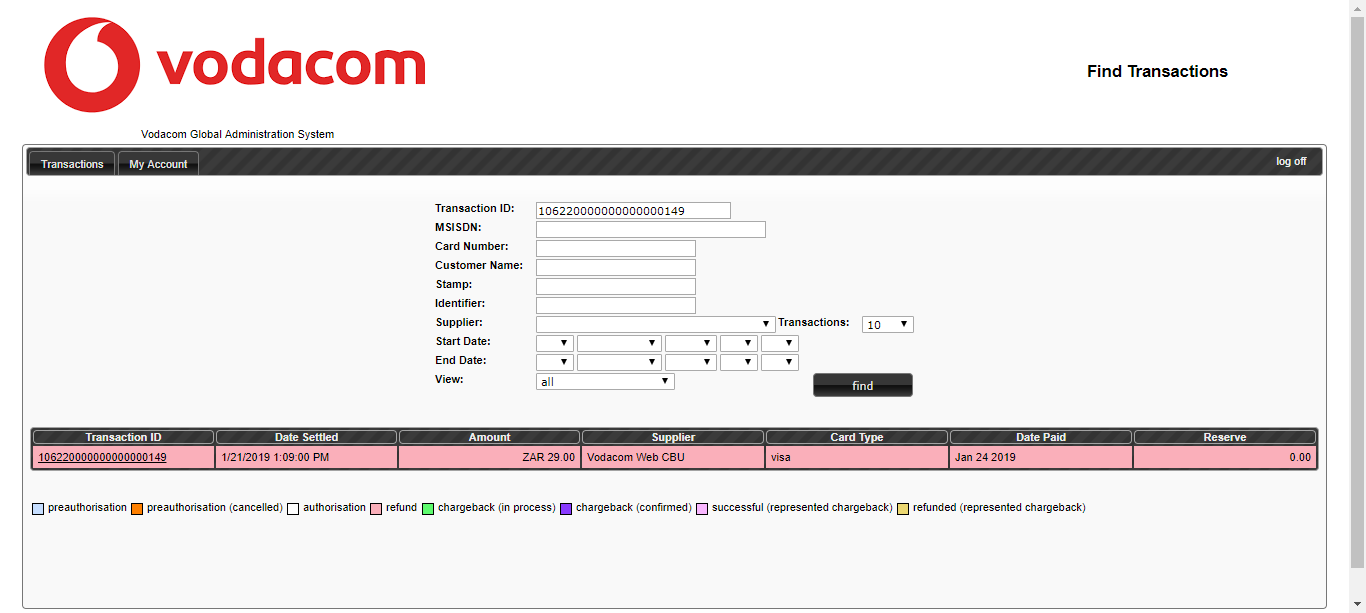 vodacom
Find Transactions
Vodacom Global Administration System
Transactions My Account log off
Transaction ID: 106220000000000000149
MSISDN:
Card Number:
Customer Name:
Stamp:
Identifier:
Supplier: Transactions: 10
Start Date:
End Date:
View: all
find
Transaction ID Date Settled Amount Supplier Card Type Date Paid Reserve
106220000000000000149 1/21/2019 1:09:00 PM ZAR 29.00 Vodacom Web CBU visa Jan 24 2019 0.00
preauthorisation preauthorisation (cancelled) authorisation refund chargeback (in process) chargeback (confirmed) successful (represented chargeback) refunded (represented chargeback)